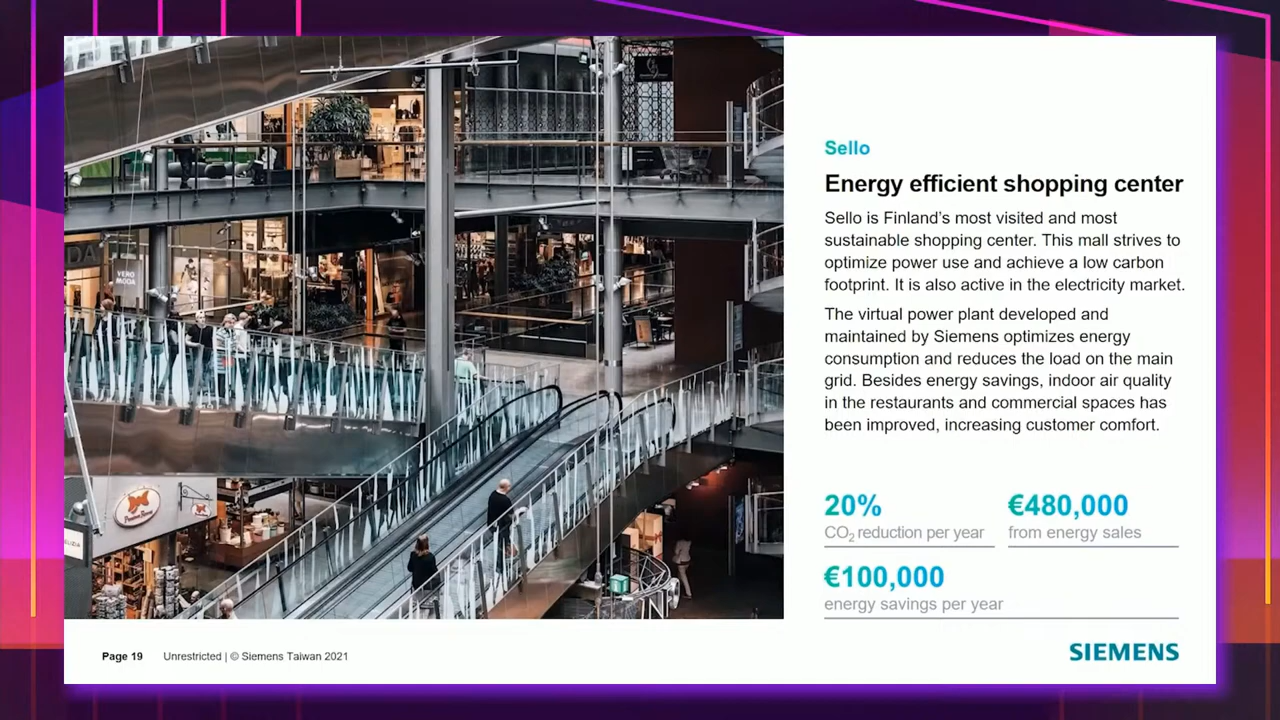 Sello
Energy efficient shopping center
Sello is Finland’s most visited and most
sustainable shopping center. This mall strives to
optimize power use and achieve a low carbon
footprint. It is also active in the electricity market.
The virtual power plant developed and
maintained by Siemens optimizes energy
consumption and reduces the load on the main
grid. Besides energy savings, indoor air quality
in the restaurants and commercial spaces has
been improved, increasing customer comfort.
20%
CO₂ reduction per year
€480,000
from energy sales
€100,000
energy savings per year
VERO
MODA
Page 19
Unrestricted | © Siemens Taiwan 2021
SIEMENS